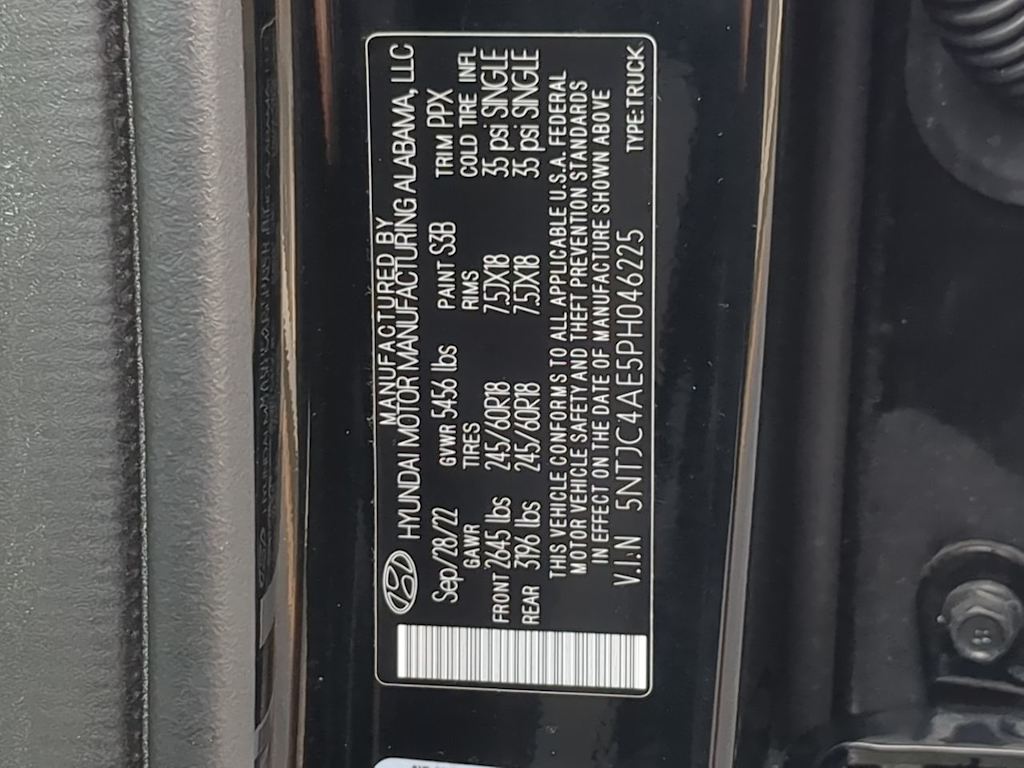 MANUFACTURED BY
HYUNDAI MOTOR MANUFACTURING ALABAMA, LLC
Sep/28/22 GVWR 5456 lbs PAINT S3B TRIM PPX
GAWR TIRES RIMS COLD TIRE INFL
FRONT 2645 lbs 245/60R18 7.5JX18 35 psi SINGLE
REAR 3196 lbs 245/60R18 7.5JX18 35 psi SINGLE
THIS VEHICLE CONFORMS TO ALL APPLICABLE U.S.A. FEDERAL
MOTOR VEHICLE SAFETY AND THEFT PREVENTION STANDARDS
IN EFFECT ON THE DATE OF MANUFACTURE SHOWN ABOVE
V.I.N 5NTJC4AE5PH046225 TYPE:TRUCK